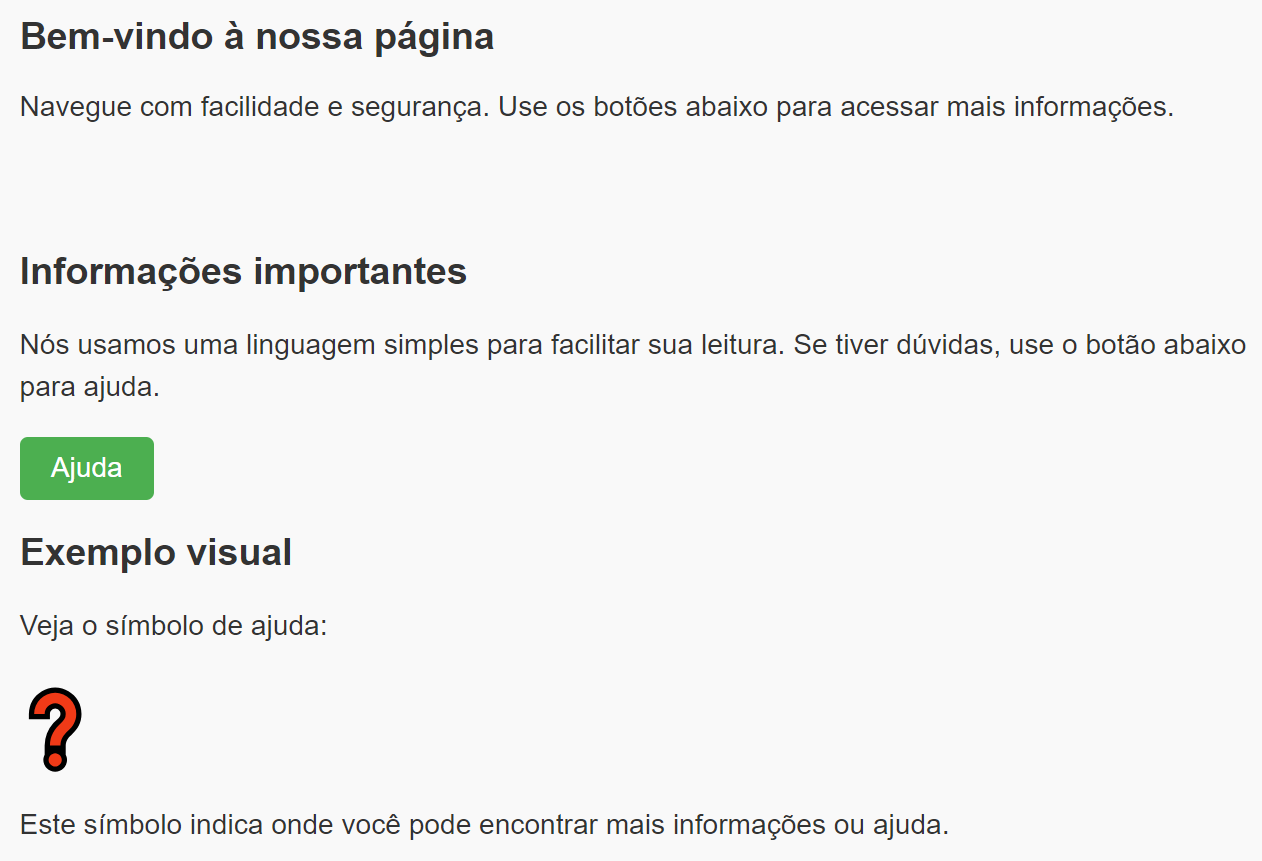 Bem-vindo à nossa página
Navegue com facilidade e segurança. Use os botões abaixo para acessar mais informações.
Informações importantes
Nós usamos uma linguagem simples para facilitar sua leitura. Se tiver dúvidas, use o botão abaixo
para ajuda.
Ajuda
Exemplo visual
Veja o símbolo de ajuda:
?
Este símbolo indica onde você pode encontrar mais informações ou ajuda.